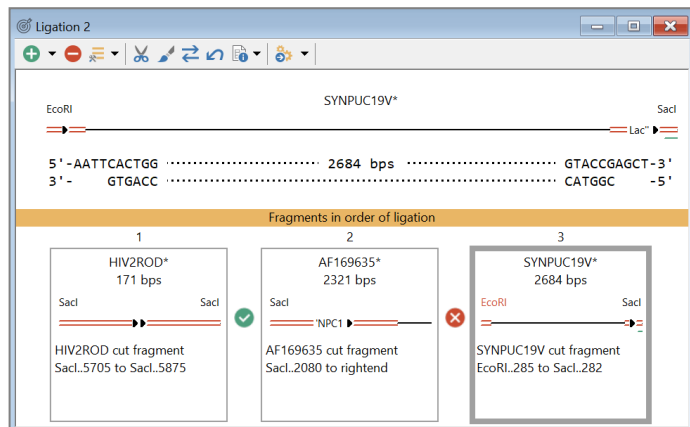 Ligation 2
SYNPUC19V*
EcoRI SacI
Lac"
5'-AATTCACTGG ·················· 2684 bps ·················· GTACCGAGCT-3'
3'- GTGACC ············································· CATGGC -5'
Fragments in order of ligation
1 2 3
HIV2ROD* AF169635* SYNPUC19V*
171 bps 2321 bps 2684 bps
SacI SacI SacI EcoRI SacI
'NPC1
HIV2ROD cut fragment AF169635 cut fragment SYNPUC19V cut fragment
SacI..5705 to SacI..5875 SacI..2080 to rightend EcoRI..285 to SacI..282